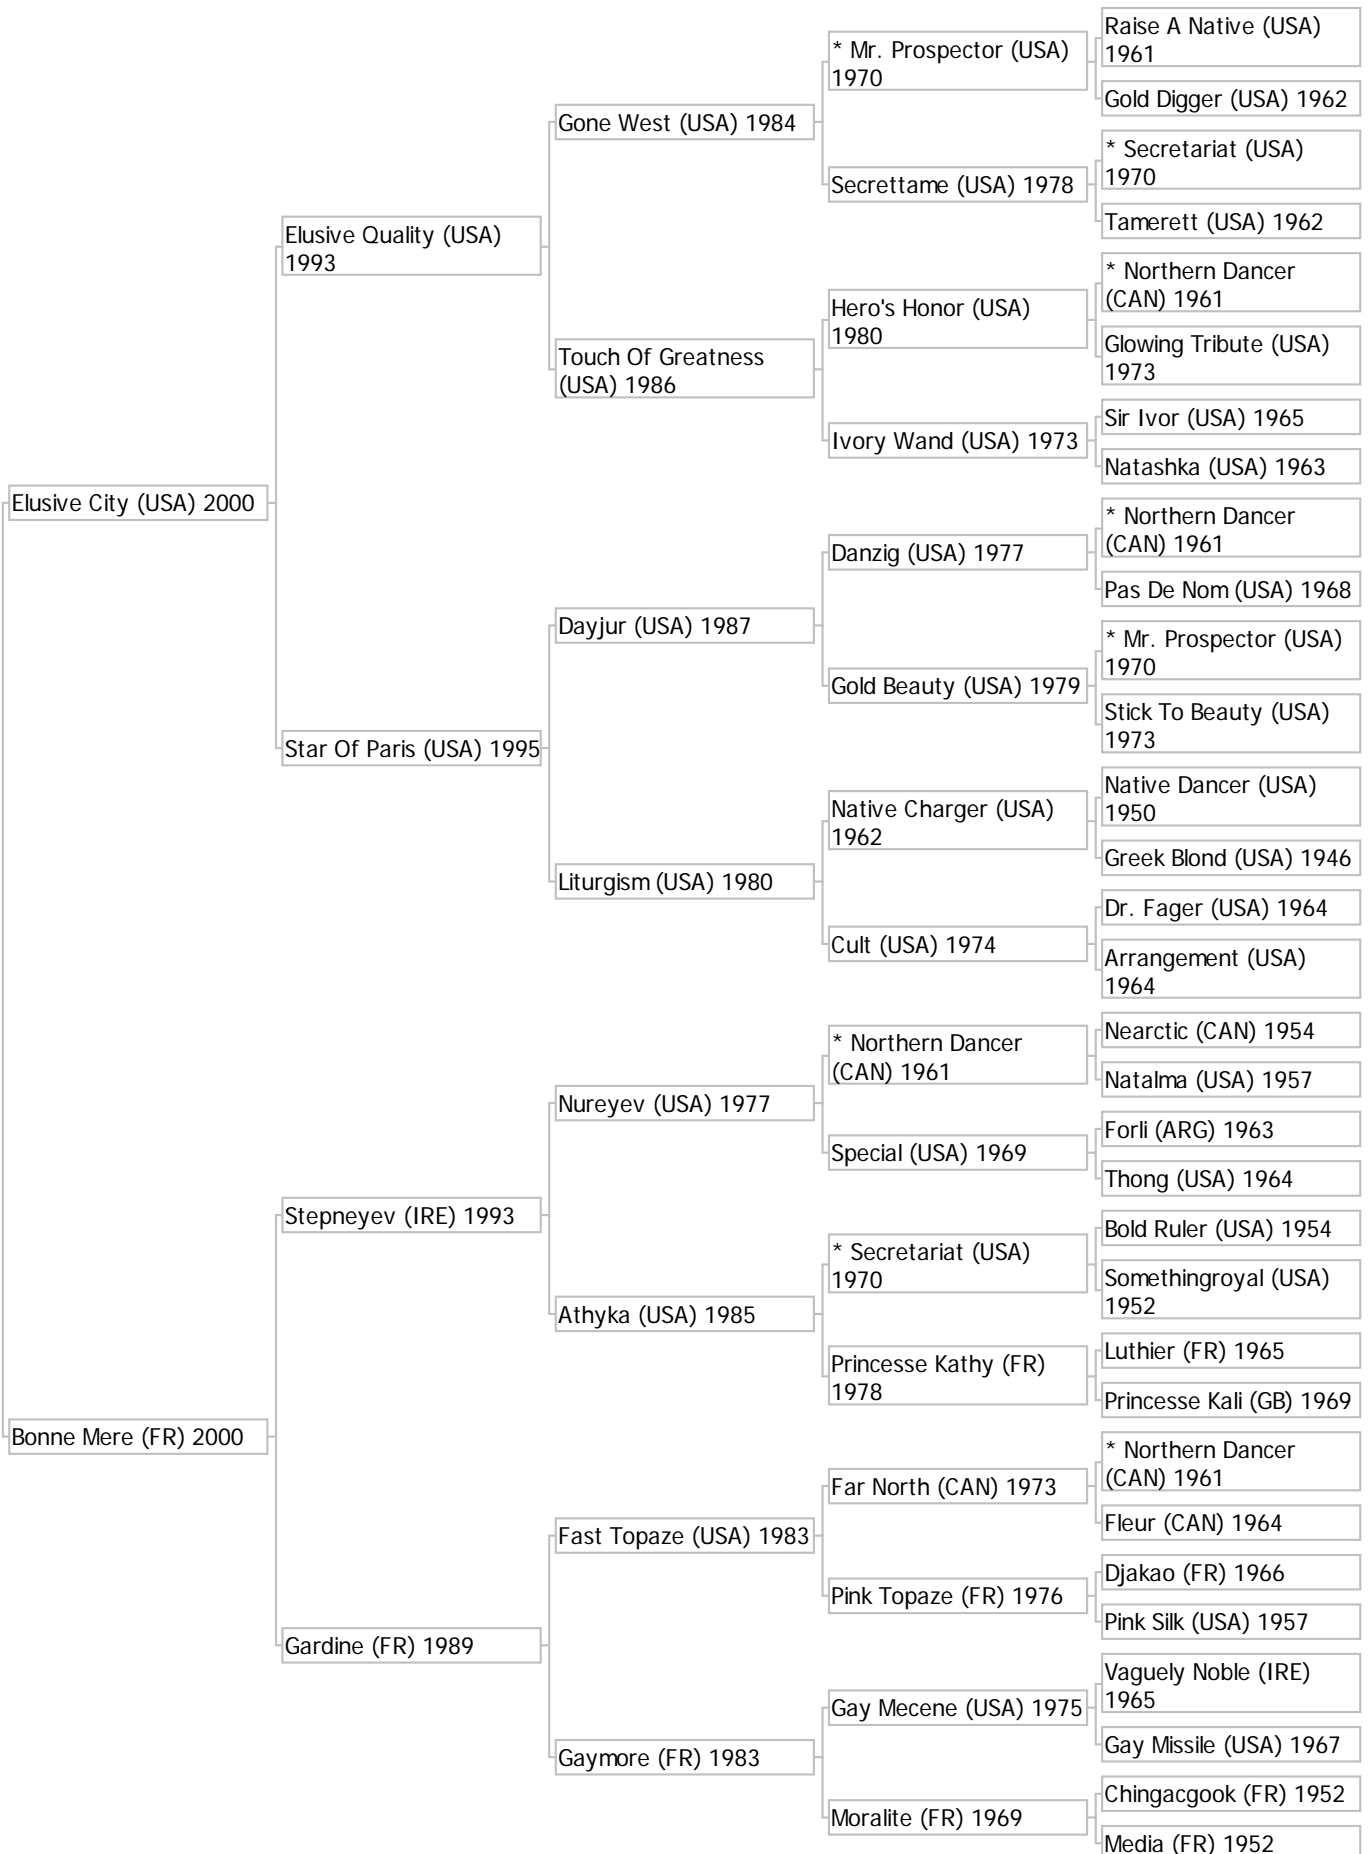 Elusive City (USA) 2000
Bonne Mere (FR) 2000
Elusive Quality (USA)
1993
Star Of Paris (USA) 1995
Stepneyev (IRE) 1993
Gardine (FR) 1989
Gone West (USA) 1984
Touch Of Greatness
(USA) 1986
Dayjur (USA) 1987
Liturgism (USA) 1980
Nureyev (USA) 1977
Athyka (USA) 1985
Fast Topaze (USA) 1983
Gaymore (FR) 1983
* Mr. Prospector (USA)
1970
Secrettame (USA) 1978
Hero's Honor (USA)
1980
Ivory Wand (USA) 1973
Danzig (USA) 1977
Gold Beauty (USA) 1979
Native Charger (USA)
1962
Cult (USA) 1974
* Northern Dancer
(CAN) 1961
Special (USA) 1969
* Secretariat (USA)
1970
Princesse Kathy (FR)
1978
Far North (CAN) 1973
Pink Topaze (FR) 1976
Gay Mecene (USA) 1975
Moralite (FR) 1969
Raise A Native (USA)
1961
Gold Digger (USA) 1962
* Secretariat (USA)
1970
Tamerett (USA) 1962
* Northern Dancer
(CAN) 1961
Glowing Tribute (USA)
1973
Sir Ivor (USA) 1965
Natashka (USA) 1963
* Northern Dancer
(CAN) 1961
Pas De Nom (USA) 1968
* Mr. Prospector (USA)
1970
Stick To Beauty (USA)
1973
Native Dancer (USA)
1950
Greek Blond (USA) 1946
Dr. Fager (USA) 1964
Arrangement (USA)
1964
Nearctic (CAN) 1954
Natalma (USA) 1957
Forli (ARG) 1963
Thong (USA) 1964
Bold Ruler (USA) 1954
Somethingroyal (USA)
1952
Luthier (FR) 1965
Princesse Kali (GB) 1969
* Northern Dancer
(CAN) 1961
Fleur (CAN) 1964
Djakao (FR) 1966
Pink Silk (USA) 1957
Vaguely Noble (IRE)
1965
Gay Missile (USA) 1967
Chingacgook (FR) 1952
Media (FR) 1952